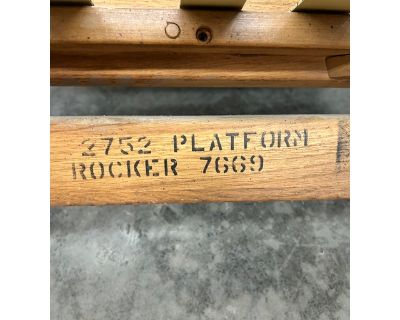 2752 PLATFORM
ROCKER 7669